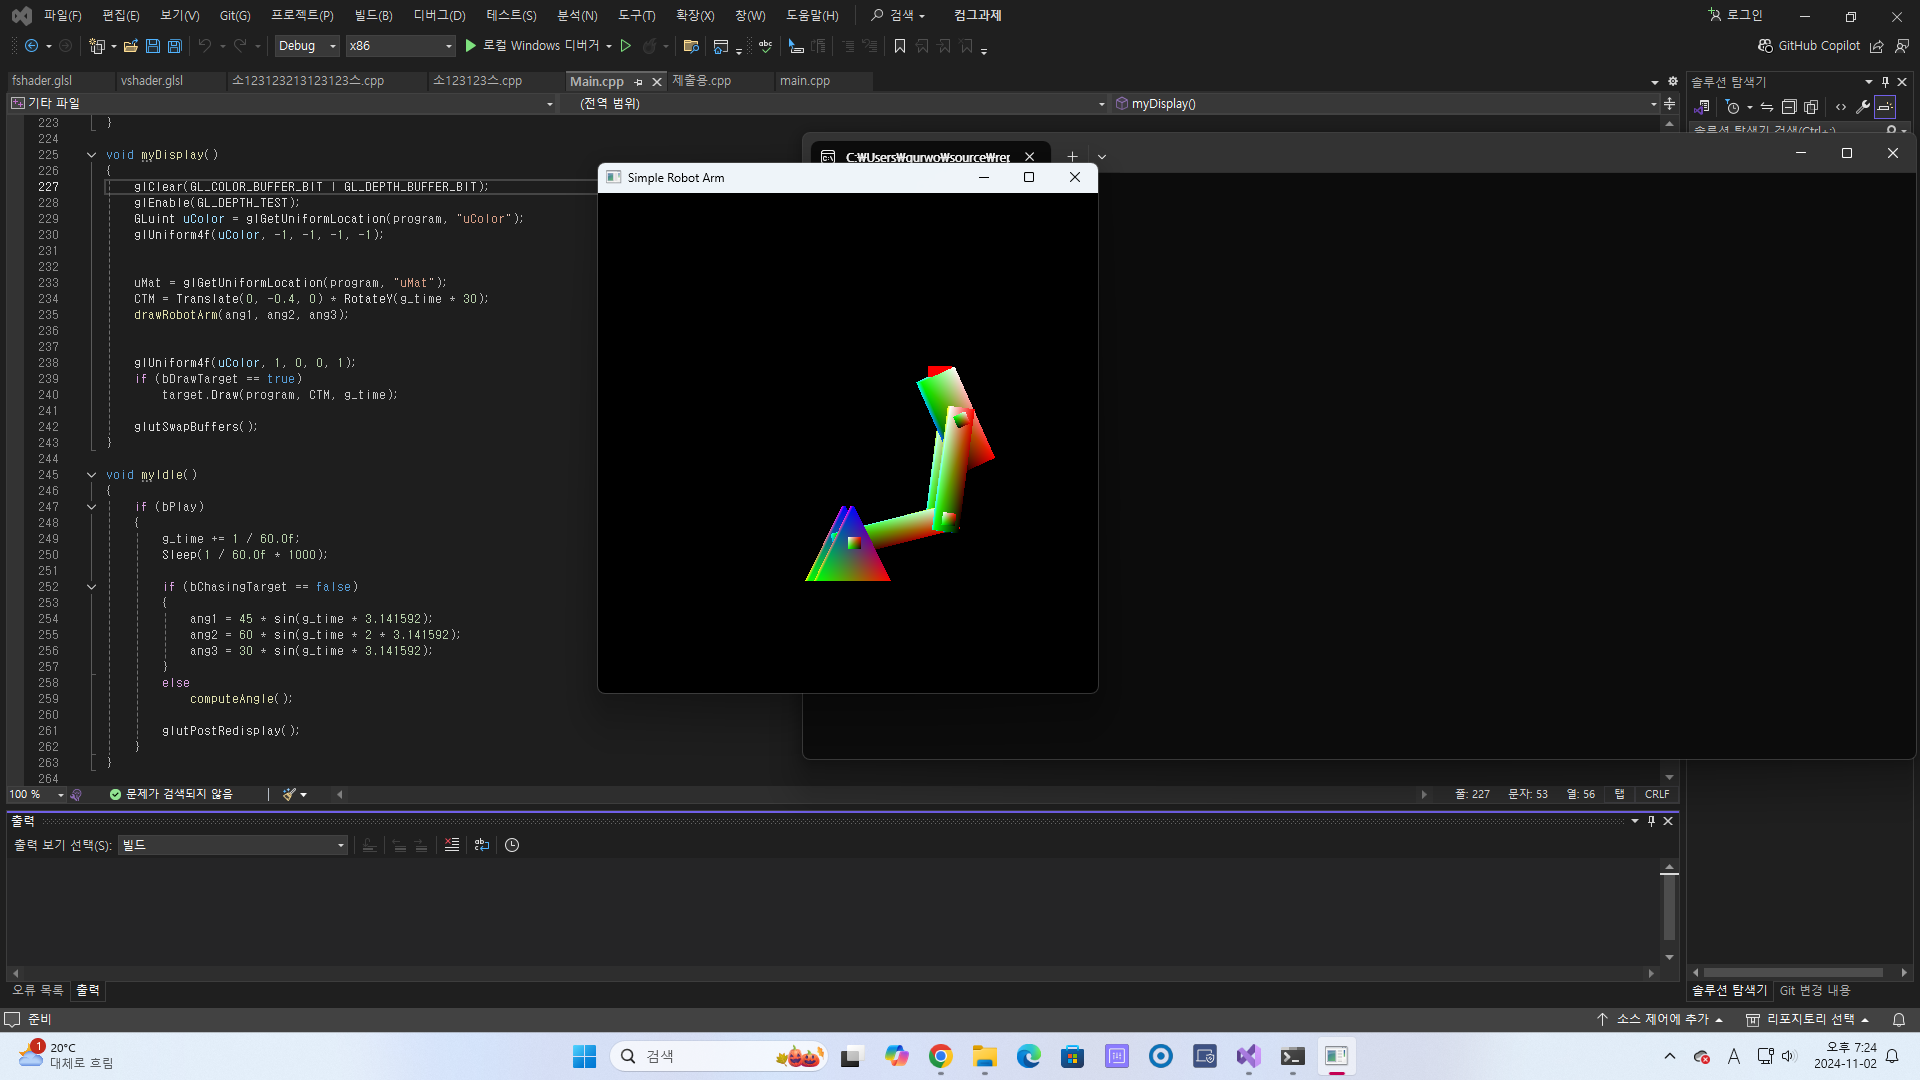 파일(F) 편집(E) 보기(V) Git(G) 프로젝트(P) 빌드(B) 디버그(D) 테스트(S) 분석(N) 도구(T) 확장(X) 창(W) 도움말(H) 검색 컴그과제 로그인
Debug x86 로컬 Windows 디버거 GitHub Copilot
fshader.glsl vshader.glsl 소123123213123123스.cpp 소123123스.cpp Main.cpp 제출용.cpp main.cpp
솔루션 탐색기
기타 파일 (전역 범위) myDisplay()
솔루션 탐색기 검색(Ctrl+;)
C:\Users\qurwo\source\rep
Simple Robot Arm
223 }
224
225 void myDisplay()
226 {
227 glClear(GL_COLOR_BUFFER_BIT | GL_DEPTH_BUFFER_BIT);
228 glEnable(GL_DEPTH_TEST);
229 GLuint uColor = glGetUniformLocation(program, "uColor");
230 glUniform4f(uColor, -1, -1, -1, -1);
231
232
233 uMat = glGetUniformLocation(program, "uMat");
234 CTM = Translate(0, -0.4, 0) * RotateY(g_time * 30);
235 drawRobotArm(ang1, ang2, ang3);
236
237
238 glUniform4f(uColor, 1, 0, 0, 1);
239 if (bDrawTarget == true)
240 target.Draw(program, CTM, g_time);
241
242 glutSwapBuffers();
243 }
244
245 void myIdle()
246 {
247 if (bPlay)
248 {
249 g_time += 1 / 60.0f;
250 Sleep(1 / 60.0f * 1000);
251
252 if (bChasingTarget == false)
253 {
254 ang1 = 45 * sin(g_time * 3.141592);
255 ang2 = 60 * sin(g_time * 2 * 3.141592);
256 ang3 = 30 * sin(g_time * 3.141592);
257 }
258 else
259 computeAngle();
260
261 glutPostRedisplay();
262 }
263 }
264
100 % 문제가 검색되지 않음 줄: 227 문자: 53 열: 56 탭 CRLF
출력
출력 보기 선택(S): 빌드
오류 목록 출력
솔루션 탐색기 Git 변경 내용
준비 소스 제어에 추가 리포지토리 선택
1
20°C
대체로 흐림
검색
A
오후 7:24
2024-11-02